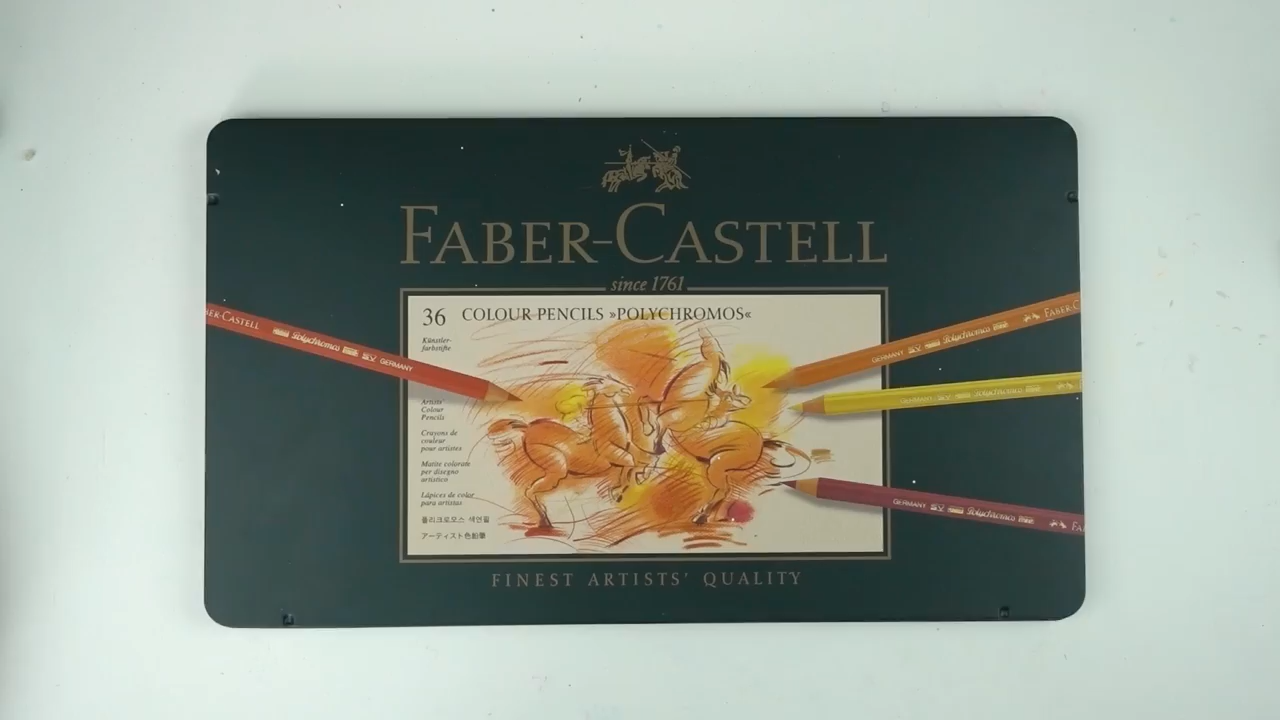 FABER-CASTELL
since 1761
36 COLOUR PENCILS »POLYCHROMOS«
Künstler-
farbstifte
Artists'
Colour
Pencils
Crayons de
couleur
pour artistes
Matite colorate
per disegno
artistico
Lápices de color
para artistas
폴리크로모스 색연필
アーティスト色鉛筆
ER-CASTELL Polychromos GERMANY
GERMANY Polychromos FABER-C
GERMANY Polychromos
GERMANY Polychromos FA
FINEST ARTISTS' QUALITY